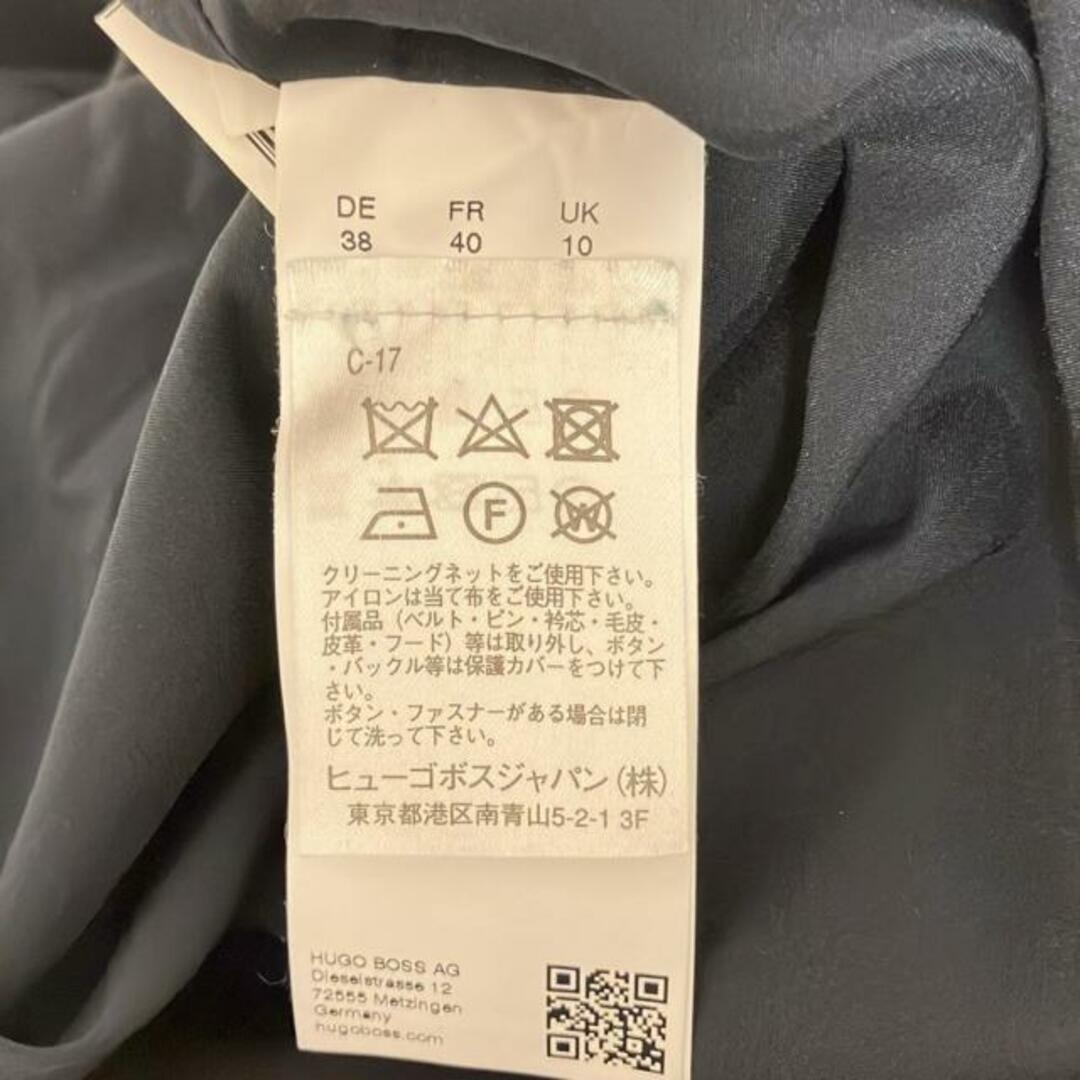 DE FR UK
38 40 10
C-17
F W
クリーニングネットをご使用下さい。
アイロンは当て布をご使用下さい。
付属品(ベルト・ピン・衿芯・毛皮・
皮革・フード)等は取り外し、ボタン
・バックル等は保護カバーをつけて下
さい。
ボタン・ファスナーがある場合は閉
じて洗って下さい。
ヒューゴボスジャパン(株)
東京都港区南青山5-2-1 3F
HUGO BOSS AG
Dieselstrasse 12
72555 Metzingen
Germany
hugoboss.com